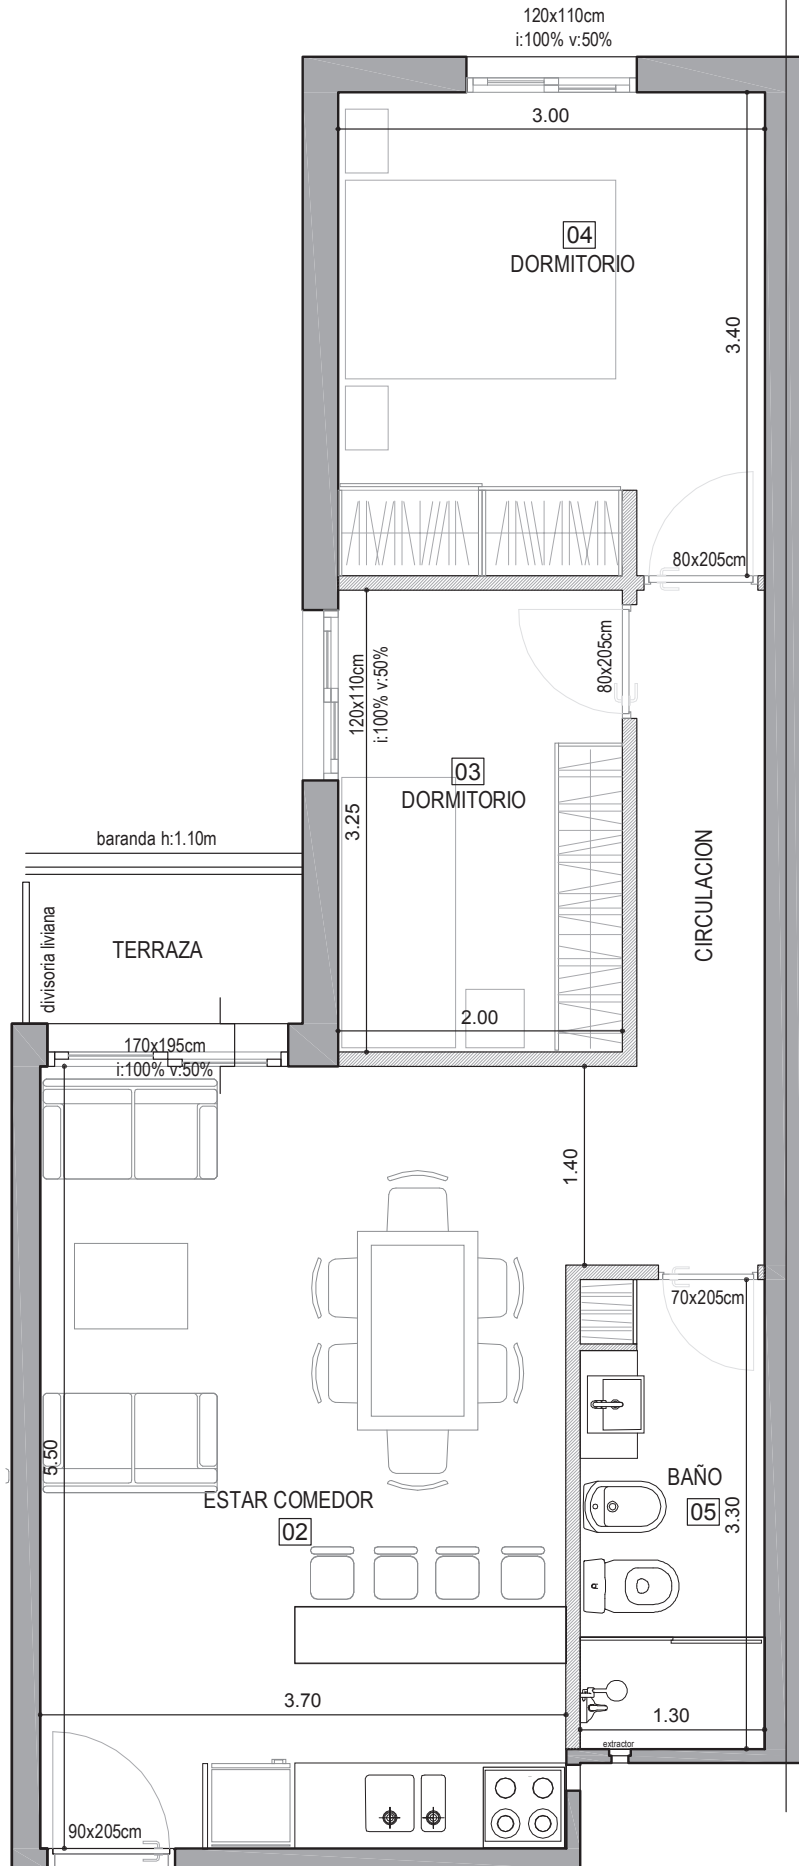 120x110cm
i:100% v:50%
3.00
04
DORMITORIO
3.40
80x205cm
80x205cm
120x110cm
i:100% v:50%
03
DORMITORIO
3.25
baranda h:1.10m
CIRCULACION
divisoria liviana
TERRAZA
2.00
170x195cm
i:100% v:50%
1.40
70x205cm
5.50
BAÑO
05
3.30
ESTAR COMEDOR
02
3.70
1.30
extractor
90x205cm